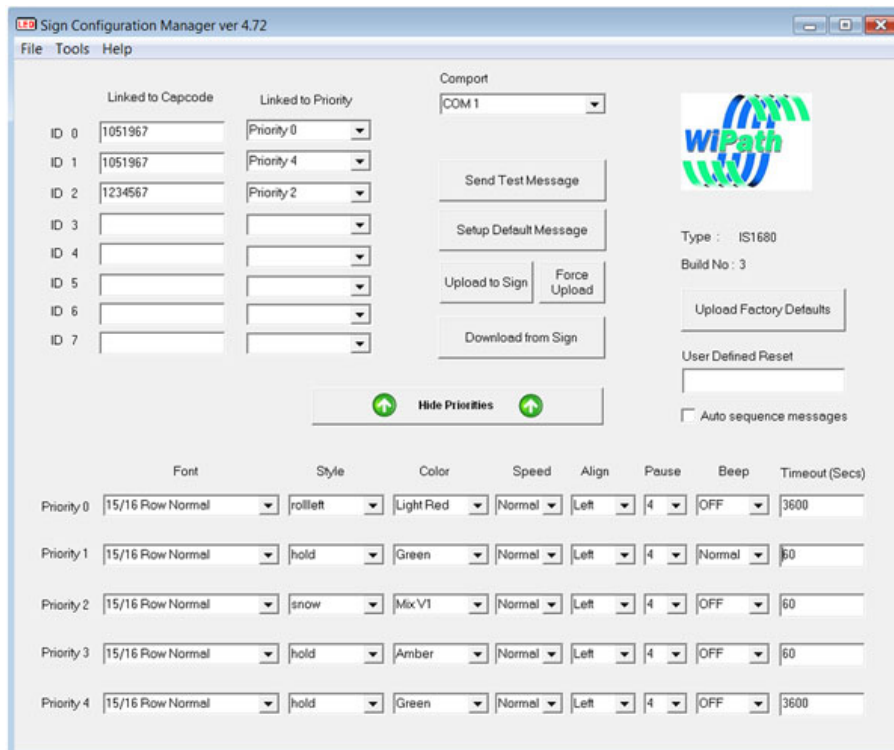 LED Sign Configuration Manager ver 4.72
File Tools Help
Linked to Capcode Linked to Priority Comport
COM 1
ID 0 1051967 Priority 0
ID 1 1051967 Priority 4
ID 2 1234567 Priority 2
ID 3
ID 4
ID 5
ID 6
ID 7
Send Test Message
Setup Default Message
Upload to Sign Force Upload
Download from Sign
WiPath
Type : IS1680
Build No : 3
Upload Factory Defaults
User Defined Reset
Auto sequence messages
Hide Priorities
Font Style Color Speed Align Pause Beep Timeout (Secs)
Priority 0 15/16 Row Normal rollleft Light Red Normal Left 4 OFF 3600
Priority 1 15/16 Row Normal hold Green Normal Left 4 Normal 60
Priority 2 15/16 Row Normal snow Mix V1 Normal Left 4 OFF 60
Priority 3 15/16 Row Normal hold Amber Normal Left 4 OFF 60
Priority 4 15/16 Row Normal hold Green Normal Left 4 OFF 3600